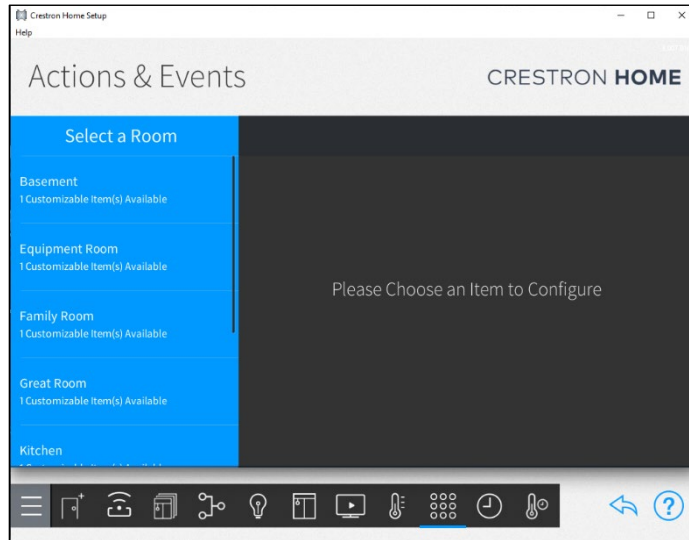 Crestron Home Setup
Help
Actions & Events
CRESTRON HOME
Select a Room
Basement
1 Customizable Item(s) Available
Equipment Room
1 Customizable Item(s) Available
Please Choose an Item to Configure
Family Room
1 Customizable Item(s) Available
Great Room
1 Customizable Item(s) Available
Kitchen
?